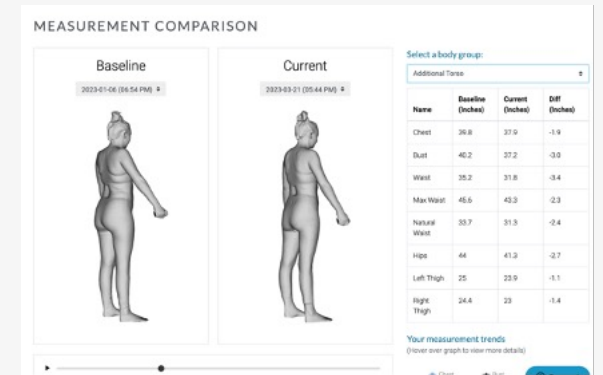 MEASUREMENT COMPARISON
Baseline
2023-01-06 (06:54 PM)
Current
2023-03-21 (05:44 PM)
Select a body group:
Additional Torso
Name Baseline (Inches) Current (Inches) Diff (Inches)
Chest 39.8 37.9 -1.9
Bust 40.2 37.2 -3.0
Waist 35.2 31.8 -3.4
Max Waist 45.6 43.3 -2.3
Natural Waist 33.7 31.3 -2.4
Hips 44 41.3 -2.7
Left Thigh 25 23.9 -1.1
Right Thigh 24.4 23 -1.4
Your measurement trends
(Hover over graph to view more details)